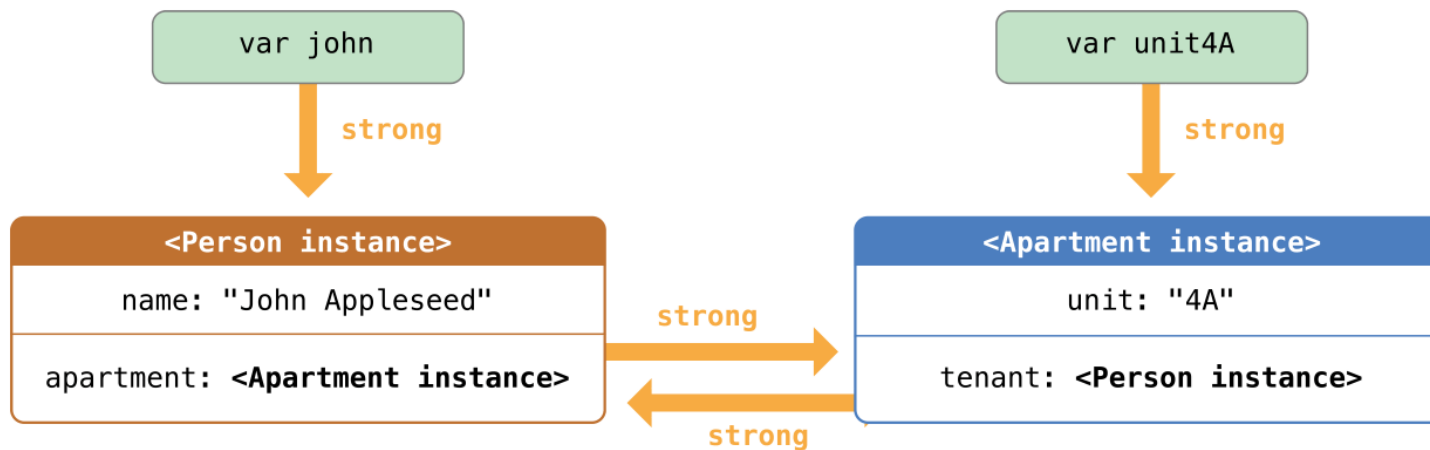 var john
var unit4A
strong
strong
<Person instance>
<Apartment instance>
name: "John Appleseed"
unit: "4A"
strong
apartment: <Apartment instance>
tenant: <Person instance>
strong